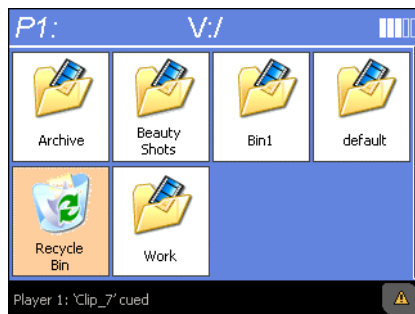 P1: V:/
Archive
Beauty
Shots
Bin1
default
Recycle
Bin
Work
Player 1: 'Clip_7' cued